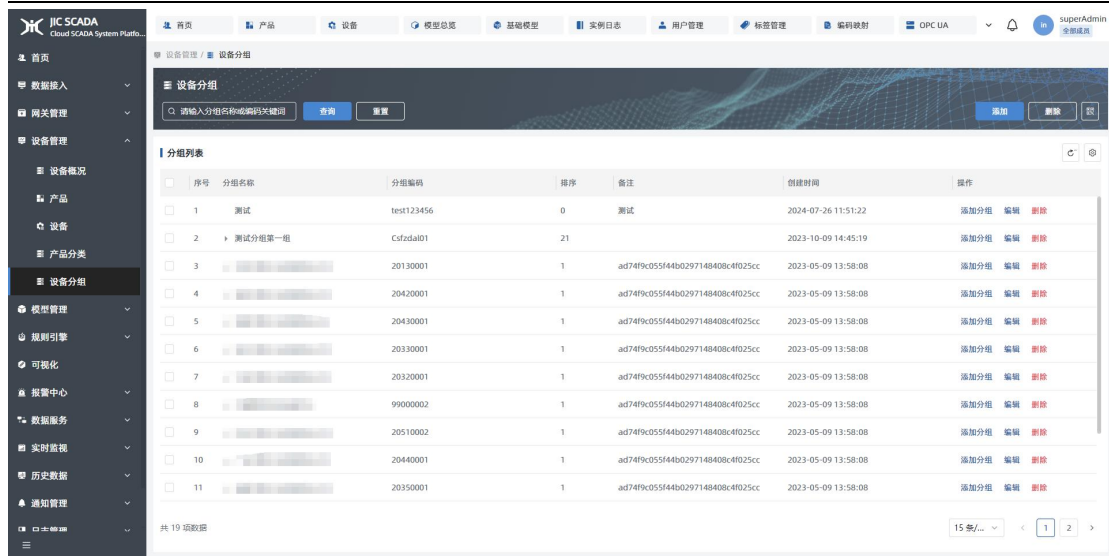 JIC SCADA
Cloud SCADA System Platfo...
首页 产品 设备 模型总览 基础模型 实例日志 用户管理 标签管理 编码映射 OPC UA in superAdmin
全部成员
首页
数据接入
网关管理
设备管理
设备概况
产品
设备
产品分类
设备分组
模型管理
规则引擎
可视化
报警中心
数据服务
实时监视
历史数据
通知管理
日志管理
设备管理 / 设备分组
设备分组
请输入分组名称或编码关键词 查询 重置 添加 删除
分组列表
序号 分组名称 分组编码 排序 备注 创建时间 操作
1 测试 test123456 0 测试 2024-07-26 11:51:22 添加分组 编辑 删除
2 测试分组第一组 Csfzdal01 21 2023-10-09 14:45:19 添加分组 编辑 删除
3 20130001 1 ad74f9c055f44b0297148408c4f025cc 2023-05-09 13:58:08 添加分组 编辑 删除
4 20420001 1 ad74f9c055f44b0297148408c4f025cc 2023-05-09 13:58:08 添加分组 编辑 删除
5 20430001 1 ad74f9c055f44b0297148408c4f025cc 2023-05-09 13:58:08 添加分组 编辑 删除
6 20330001 1 ad74f9c055f44b0297148408c4f025cc 2023-05-09 13:58:08 添加分组 编辑 删除
7 20320001 1 ad74f9c055f44b0297148408c4f025cc 2023-05-09 13:58:08 添加分组 编辑 删除
8 99000002 1 ad74f9c055f44b0297148408c4f025cc 2023-05-09 13:58:08 添加分组 编辑 删除
9 20510002 1 ad74f9c055f44b0297148408c4f025cc 2023-05-09 13:58:08 添加分组 编辑 删除
10 20440001 1 ad74f9c055f44b0297148408c4f025cc 2023-05-09 13:58:08 添加分组 编辑 删除
11 20350001 1 ad74f9c055f44b0297148408c4f025cc 2023-05-09 13:58:08 添加分组 编辑 删除
共 19 项数据 15 条/... 1 2